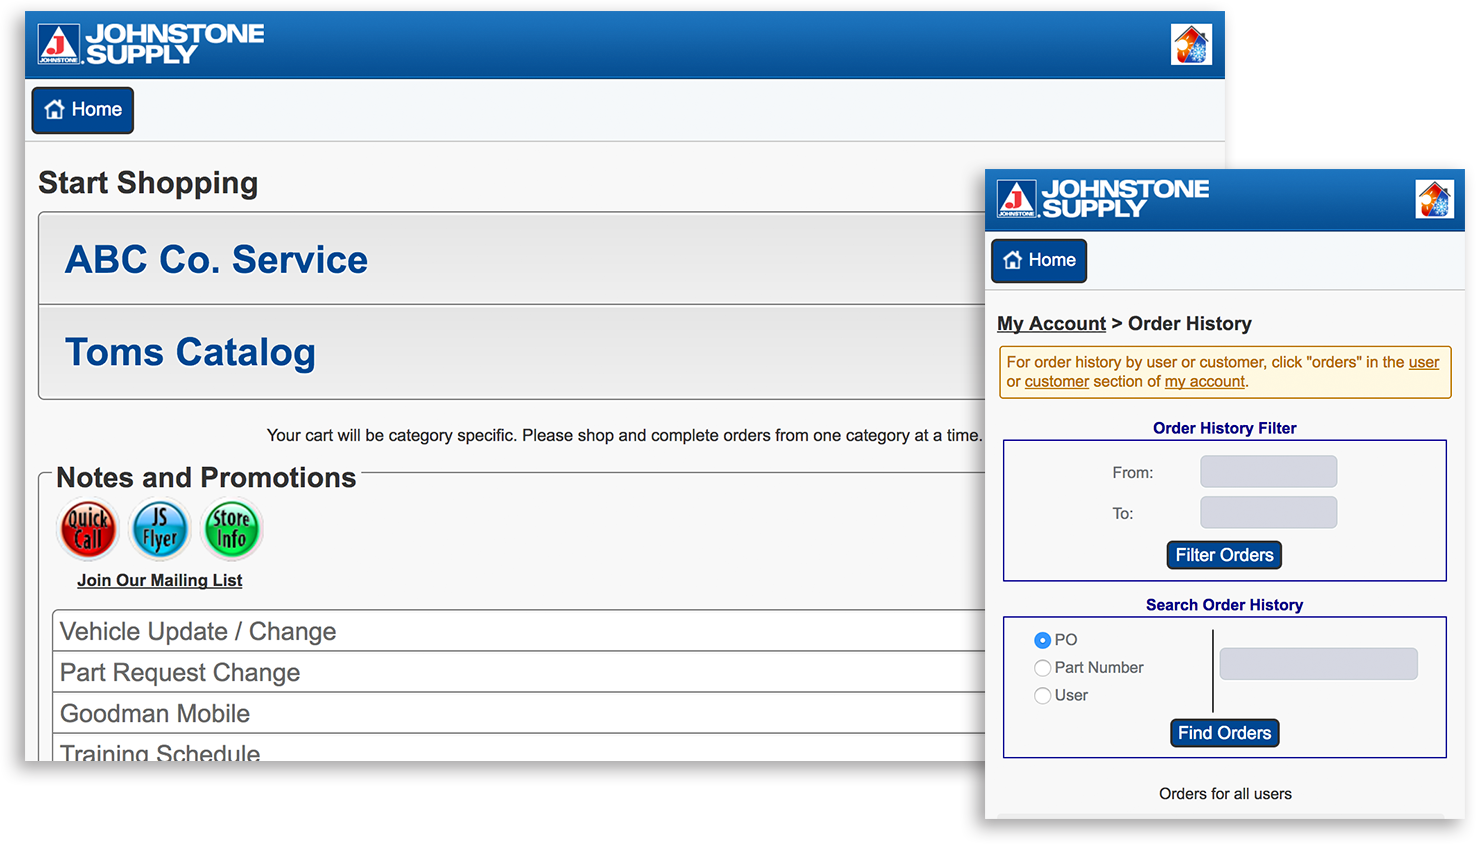 JOHNSTONE
SUPPLY
J
JOHNSTONE
Home
Start Shopping
ABC Co. Service
Toms Catalog
Your cart will be category specific. Please shop and complete orders from one category at a time.
Notes and Promotions
Quick
Call
JS
Flyer
Store
Info
Join Our Mailing List
Vehicle Update / Change
Part Request Change
Goodman Mobile
Training Schedule
JOHNSTONE
SUPPLY
J
JOHNSTONE
Home
My Account > Order History
For order history by user or customer, click "orders" in the user
or customer section of my account.
Order History Filter
From:
To:
Filter Orders
Search Order History
PO
Part Number
User
Find Orders
Orders for all users